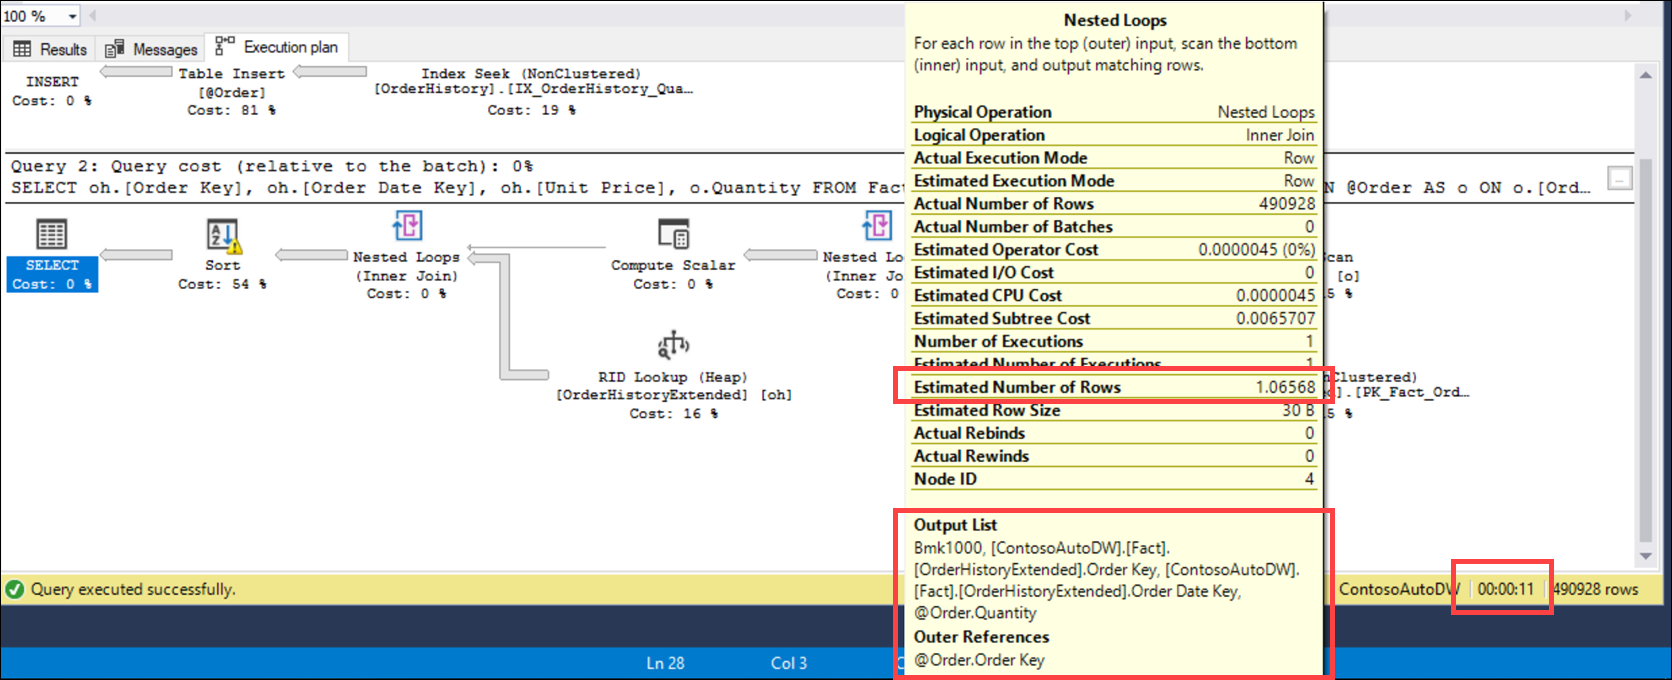 100 %
Results Messages Execution plan
INSERT
Cost: 0 %
Table Insert
[@Order]
Cost: 81 %
Index Seek (NonClustered)
[OrderHistory].[IX_OrderHistory_Qua…
Cost: 19 %
Query 2: Query cost (relative to the batch): 0%
SELECT oh.[Order Key], oh.[Order Date Key], oh.[Unit Price], o.Quantity FROM Fac
N @Order AS o ON o.[Ord…
...
SELECT
Cost: 0 %
Sort
Cost: 54 %
Nested Loops
(Inner Join)
Cost: 0 %
Compute Scalar
Cost: 0 %
Nested Lo
(Inner Jo
Cost: 0
can
[o]
5 %
RID Lookup (Heap)
[OrderHistoryExtended] [oh]
Cost: 16 %
Clustered)
].[PK_Fact_Ord…
5 %
Nested Loops
For each row in the top (outer) input, scan the bottom
(inner) input, and output matching rows.
Physical Operation Nested Loops
Logical Operation Inner Join
Actual Execution Mode Row
Estimated Execution Mode Row
Actual Number of Rows 490928
Actual Number of Batches 0
Estimated Operator Cost 0.0000045 (0%)
Estimated I/O Cost 0
Estimated CPU Cost 0.0000045
Estimated Subtree Cost 0.0065707
Number of Executions 1
Estimated Number of Executions 1
Estimated Number of Rows 1.06568
Estimated Row Size 30 B
Actual Rebinds 0
Actual Rewinds 0
Node ID 4
Output List
Bmk1000, [ContosoAutoDW].[Fact].
[OrderHistoryExtended].Order Key, [ContosoAutoDW].
[Fact].[OrderHistoryExtended].Order Date Key,
@Order.Quantity
Outer References
@Order.Order Key
Query executed successfully.
ContosoAutoDW 00:00:11 490928 rows
Ln 28 Col 3